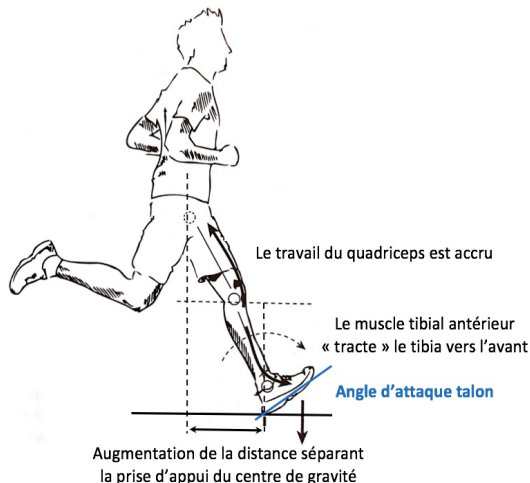 Le travail du quadriceps est accru
Le muscle tibial antérieur
« tracte » le tibia vers l'avant
Angle d'attaque talon
Augmentation de la distance séparant
la prise d'appui du centre de gravité